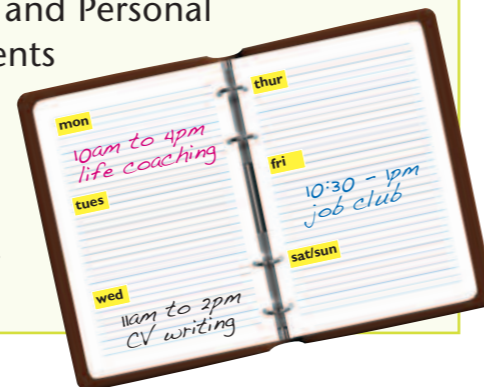 and Personal
ents
mon
10am to 4pm
life coaching
tues
wed
11am to 2pm
CV writing
thur
fri
10:30 - 1pm
job club
sat/sun